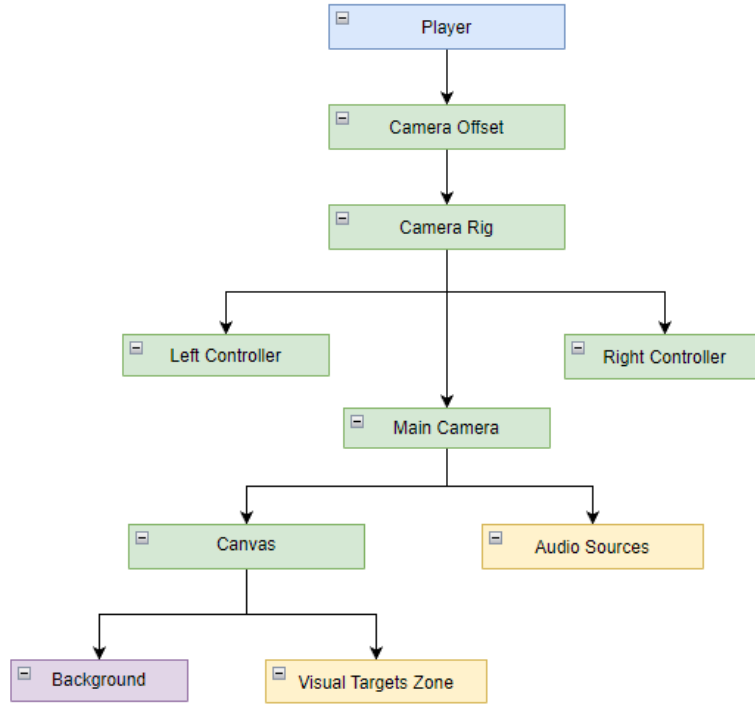 Player
Camera Offset
Camera Rig
Left Controller
Right Controller
Main Camera
Canvas
Audio Sources
Background
Visual Targets Zone